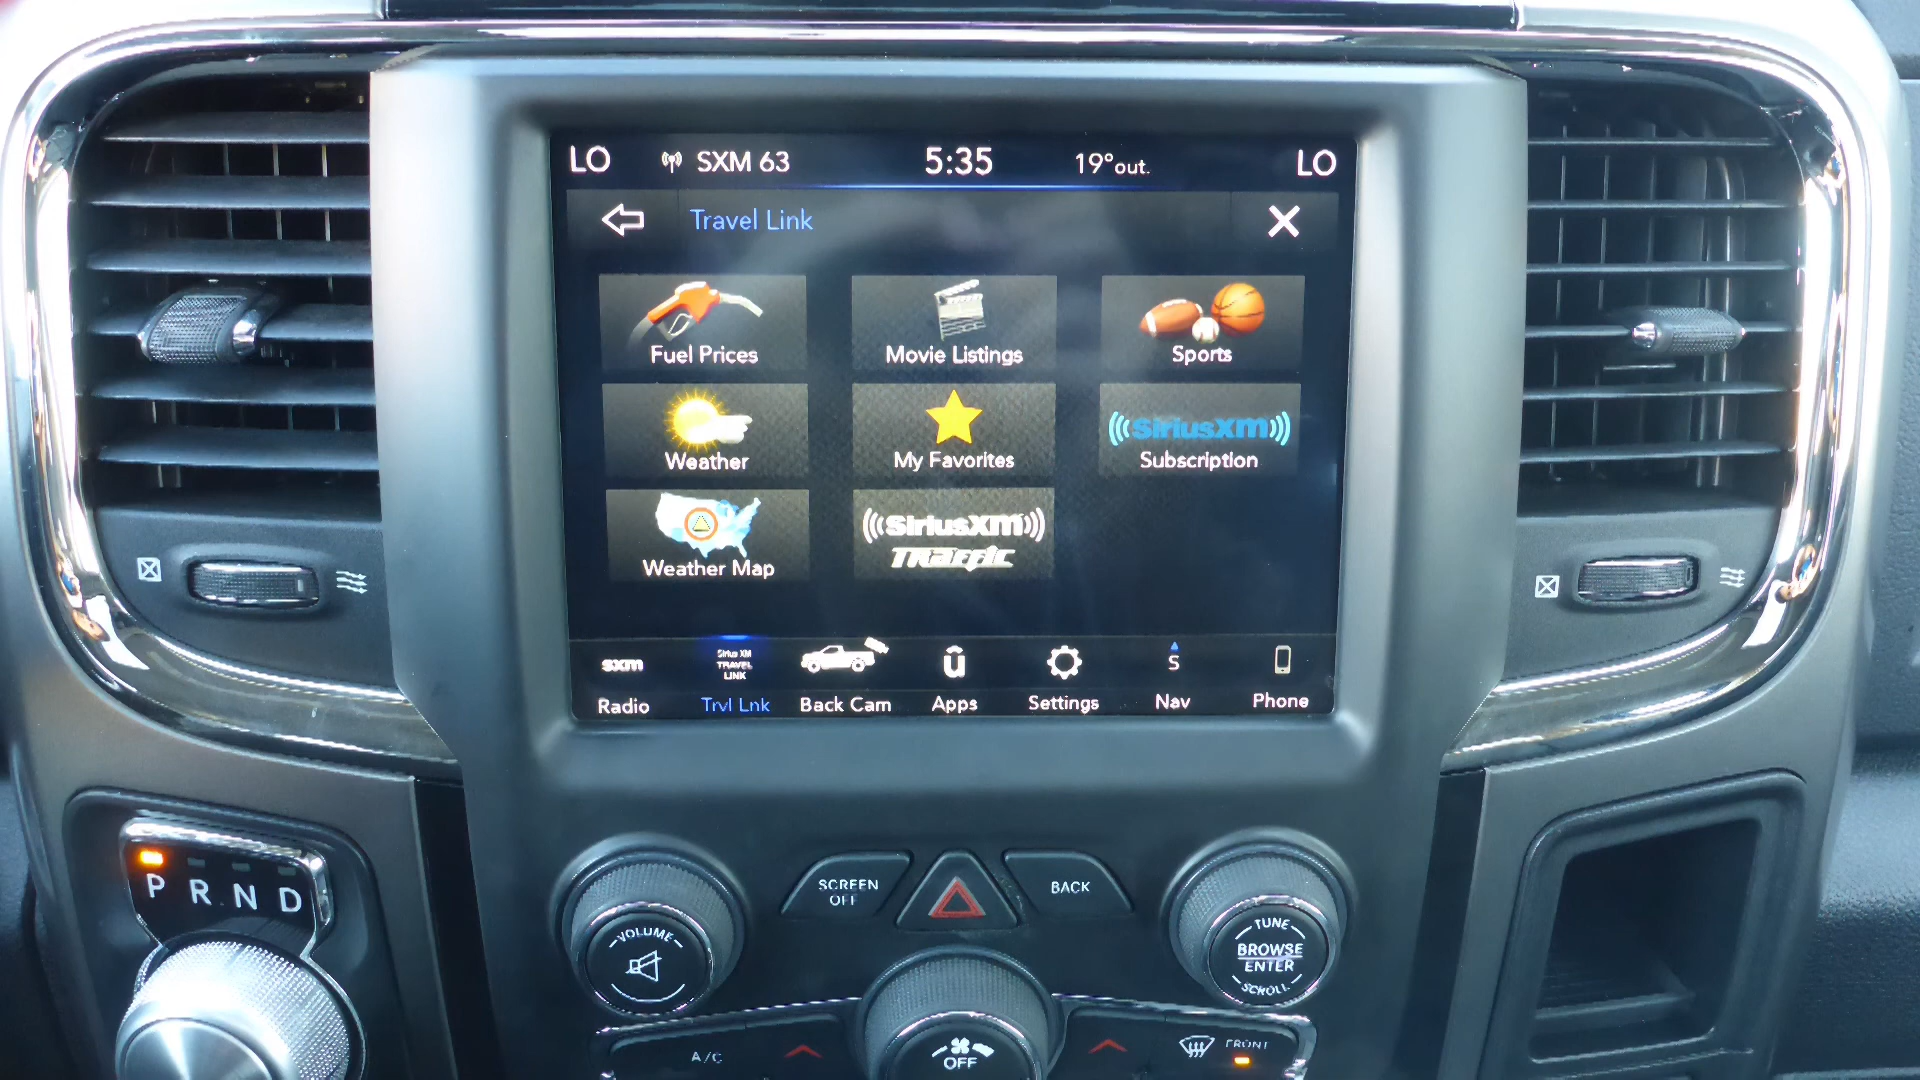 LO SXM 63 5:35 19°out. LO
Travel Link
Fuel Prices Movie Listings Sports
SiriusXM
Weather My Favorites Subscription
SiriusXM
Weather Map Traffic
sxm Sirius XM TRAVEL LINK û S
Radio Trvl Lnk Back Cam Apps Settings Nav Phone
P R N D
SCREEN
OFF
BACK
VOLUME
TUNE
BROWSE
ENTER
SCROLL
A/C
OFF
FRONT